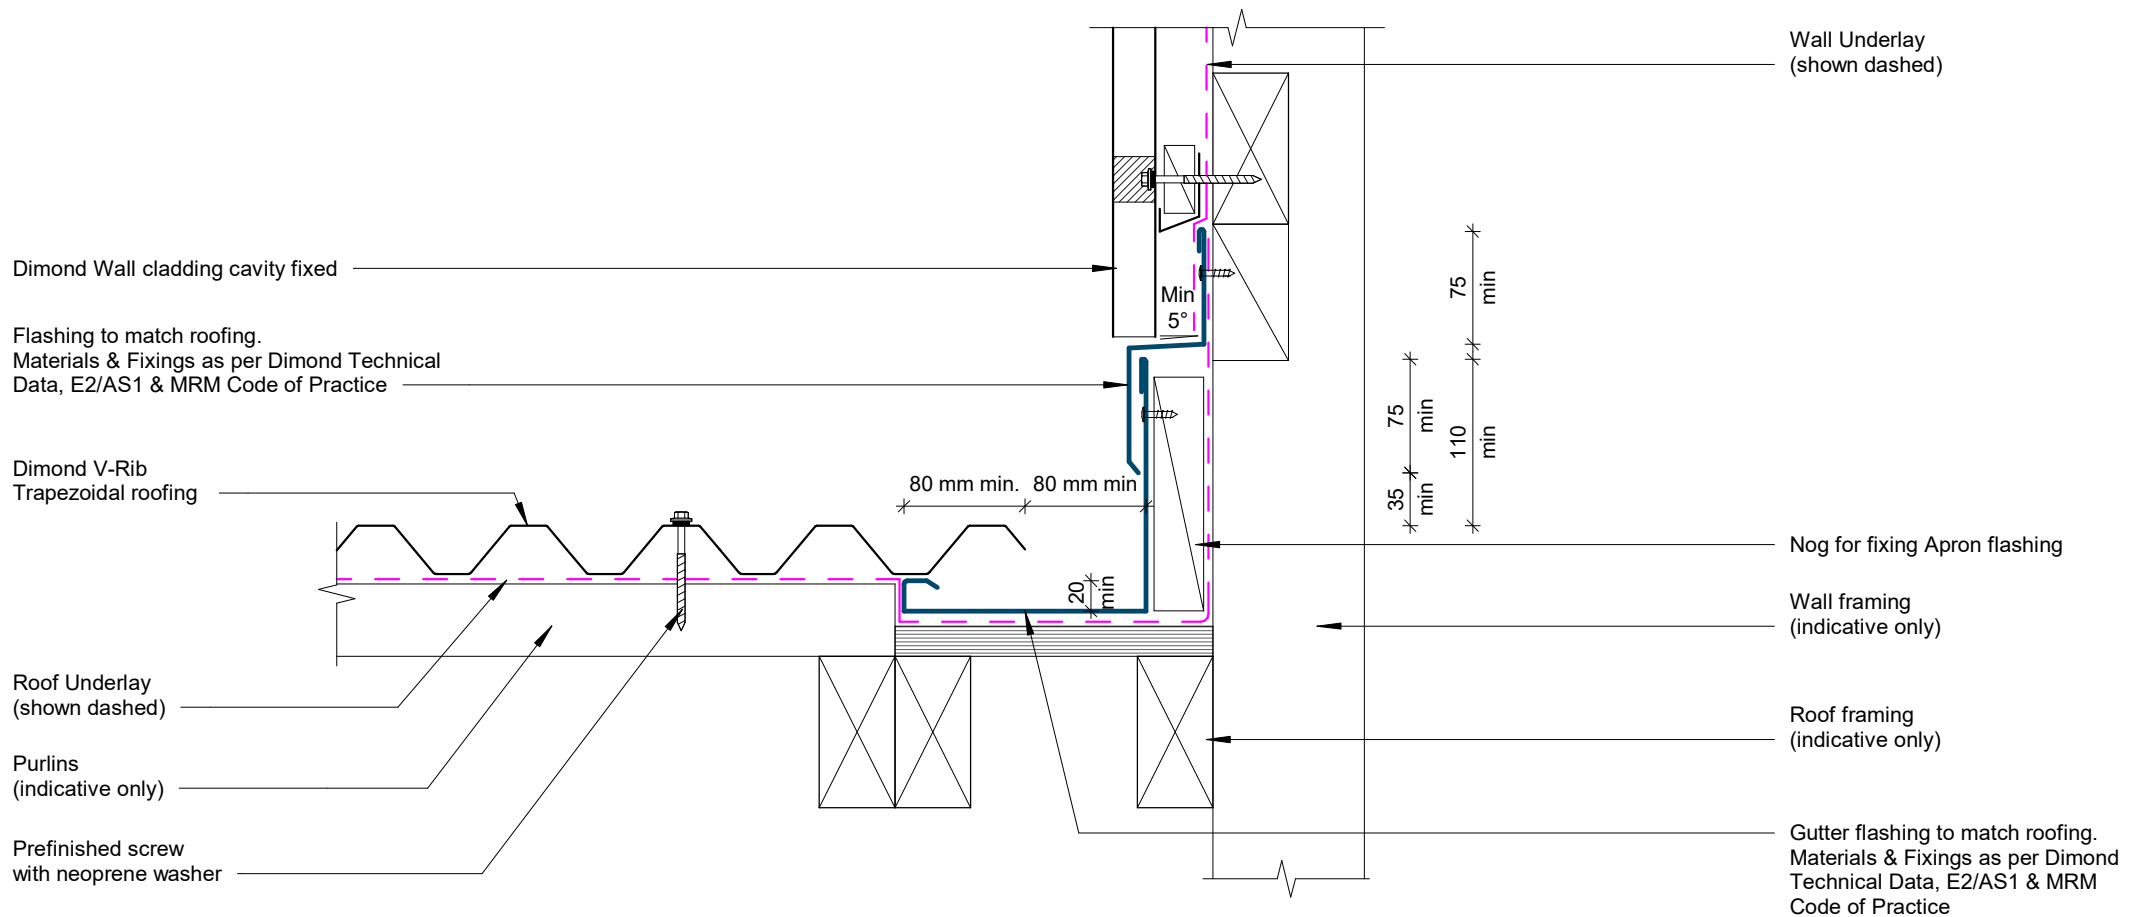 Wall Underlay
(shown dashed)
Dimond Wall cladding cavity fixed
Flashing to match roofing.
Materials & Fixings as per Dimond Technical
Data, E2/AS1 & MRM Code of Practice
Dimond V-Rib
Trapezoidal roofing
Roof Underlay
(shown dashed)
Purlins
(indicative only)
Prefinished screw
with neoprene washer
Min
5°
80 mm min.
80 mm min
20
min
75
min
75
min
110
min
35
min
Nog for fixing Apron flashing
Wall framing
(indicative only)
Roof framing
(indicative only)
Gutter flashing to match roofing.
Materials & Fixings as per Dimond
Technical Data, E2/AS1 & MRM
Code of Practice